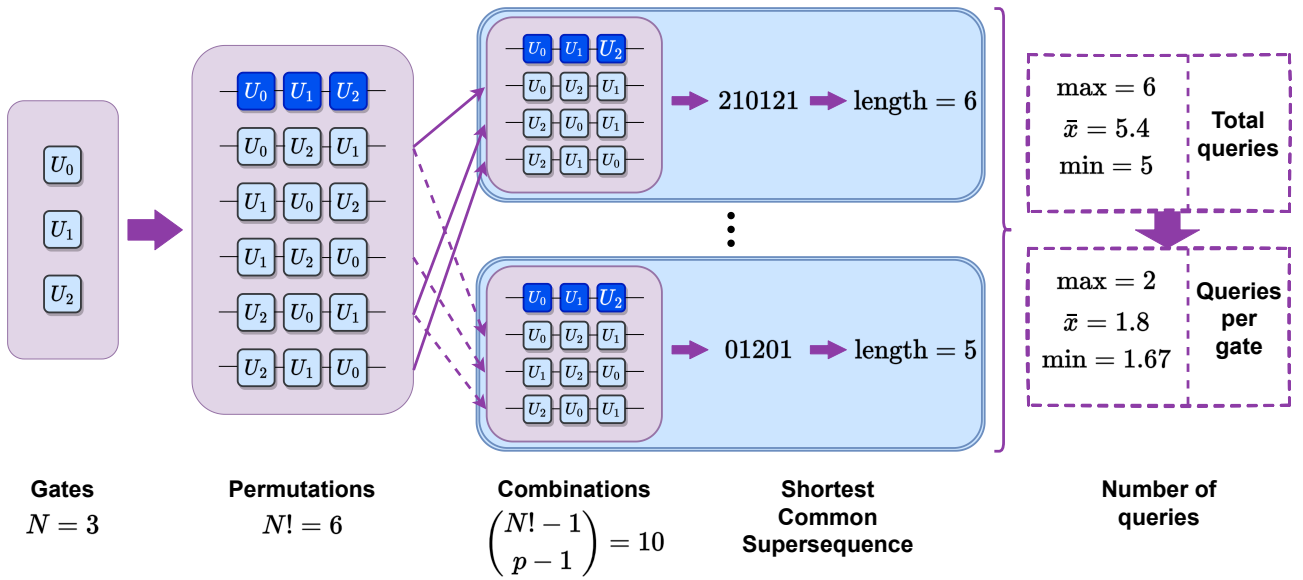 U₀
U₁
U₂
U₀ U₁ U₂
U₀ U₂ U₁
U₁ U₀ U₂
U₁ U₂ U₀
U₂ U₀ U₁
U₂ U₁ U₀
U₀ U₁ U₂
U₀ U₂ U₁
U₂ U₀ U₁
U₂ U₁ U₀
210121
length = 6
U₀ U₁ U₂
U₀ U₂ U₁
U₁ U₂ U₀
U₂ U₀ U₁
01201
length = 5
max = 6
x̄ = 5.4
min = 5
Total
queries
max = 2
x̄ = 1.8
min = 1.67
Queries
per
gate
Gates
N = 3
Permutations
N! = 6
Combinations
(N! − 1
p − 1) = 10
Shortest
Common
Supersequence
Number of
queries